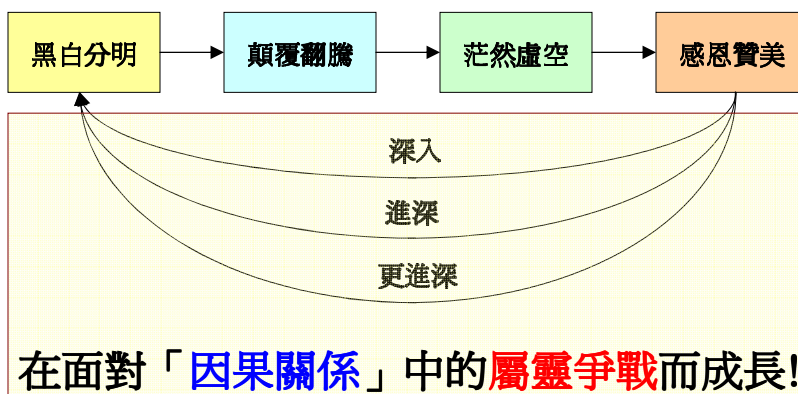 黑白分明 顛覆翻騰 茫然虛空 感恩贊美
深入
進深
更進深
在面對「因果關係」中的屬靈爭戰而成長!